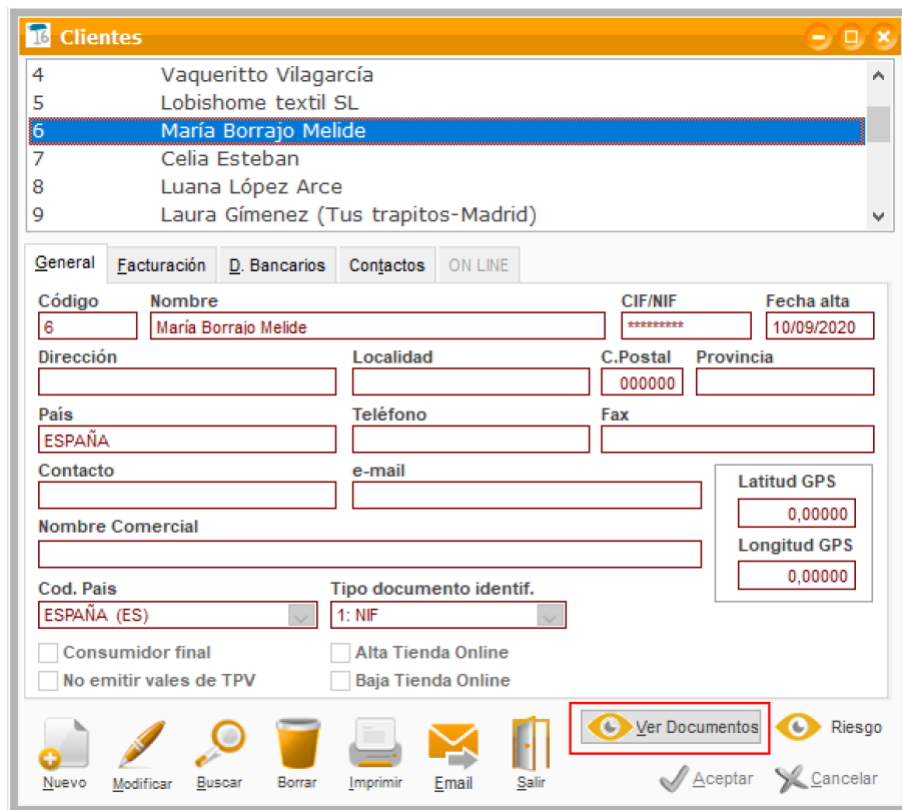 16 Clientes
4 Vaqueritto Vilagarcía
5 Lobishome textil SL
6 María Borrajo Melide
7 Celia Esteban
8 Luana López Arce
9 Laura Gímenez (Tus trapitos-Madrid)
General Facturación D. Bancarios Contactos ON LINE
Código Nombre CIF/NIF Fecha alta
6 María Borrajo Melide ********* 10/09/2020
Dirección Localidad C.Postal Provincia
000000
País Teléfono Fax
ESPAÑA
Contacto e-mail
Latitud GPS
0,00000
Nombre Comercial
Longitud GPS
0,00000
Cod. Pais Tipo documento identif.
ESPAÑA (ES) 1: NIF
Consumidor final Alta Tienda Online
No emitir vales de TPV Baja Tienda Online
Ver Documentos Riesgo
Nuevo Modificar Buscar Borrar Imprimir Email Salir
Aceptar Cancelar